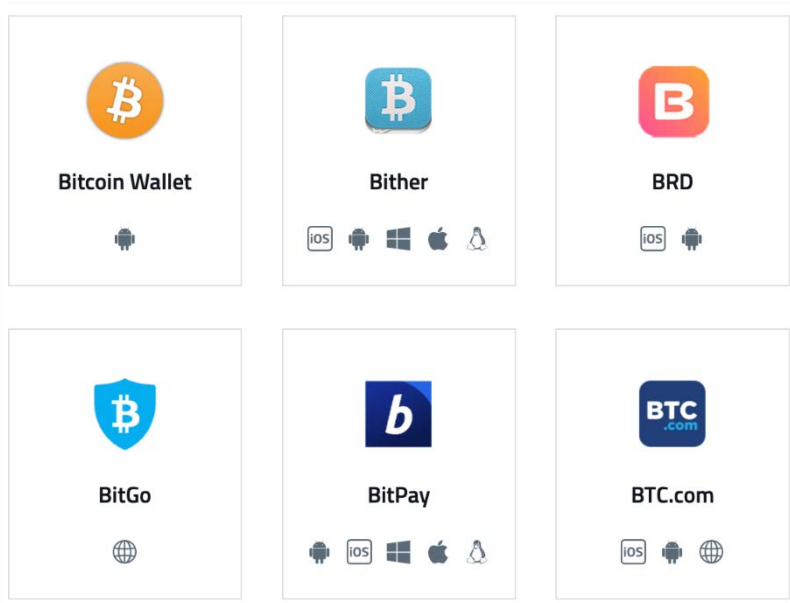 Bitcoin Wallet
Bither
BRD
iOS
iOS
BitGo
b
BitPay
BTC
.com
BTC.com
iOS
iOS